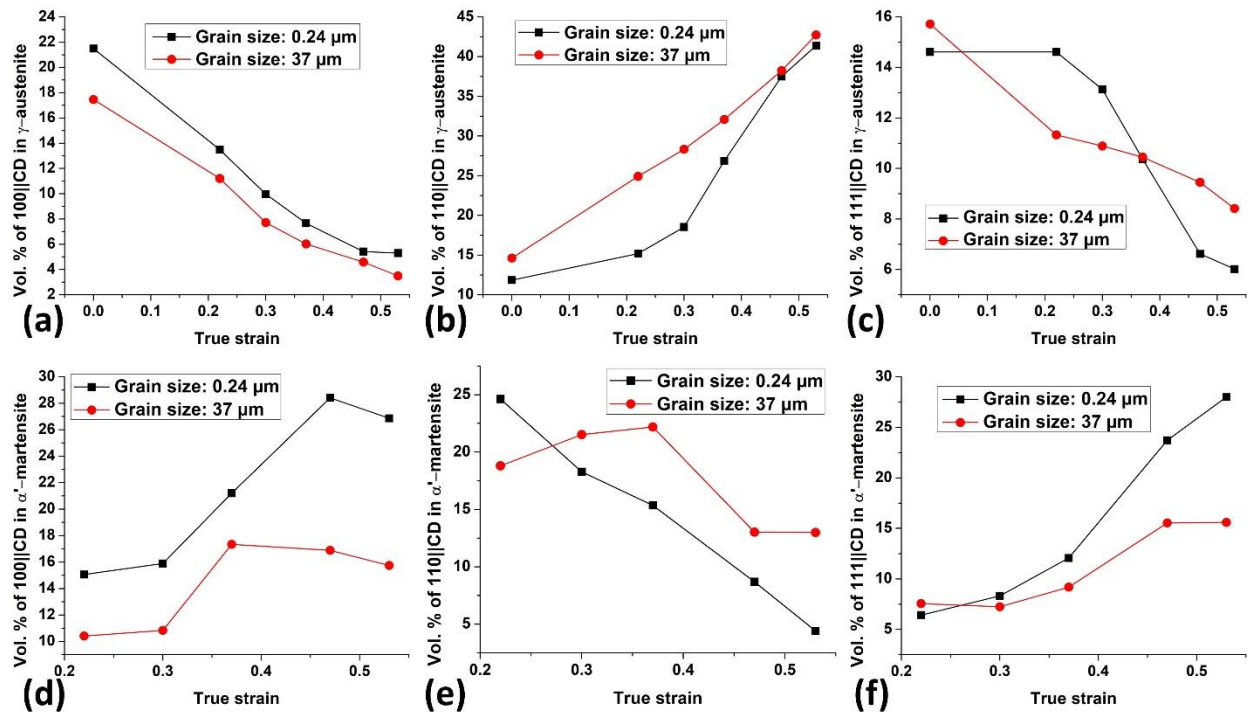 Vol. % of 100||CD in γ−austenite
24
22
20
18
16
14
12
10
8
6
4
2
Grain size: 0.24 µm
Grain size: 37 µm
0.0 0.1 0.2 0.3 0.4 0.5
True strain
(a)
Vol. % of 110||CD in γ−austenite
45
40
35
30
25
20
15
10
Grain size: 0.24 µm
Grain size: 37 µm
0.0 0.1 0.2 0.3 0.4 0.5
True strain
(b)
Vol. % of 111||CD in γ−austenite
16
14
12
10
8
6
Grain size: 0.24 µm
Grain size: 37 µm
0.0 0.1 0.2 0.3 0.4 0.5
True strain
(c)
Vol. % of 100||CD in α'−martensite
30
28
26
24
22
20
18
16
14
12
10
Grain size: 0.24 µm
Grain size: 37 µm
0.2 0.3 0.4 0.5
True strain
(d)
Vol. % of 110||CD in α'−martensite
25
20
15
10
5
Grain size: 0.24 µm
Grain size: 37 µm
0.2 0.3 0.4 0.5
True strain
(e)
Vol. % of 111||CD in α'−martensite
30
25
20
15
10
5
Grain size: 0.24 µm
Grain size: 37 µm
0.2 0.3 0.4 0.5
True strain
(f)